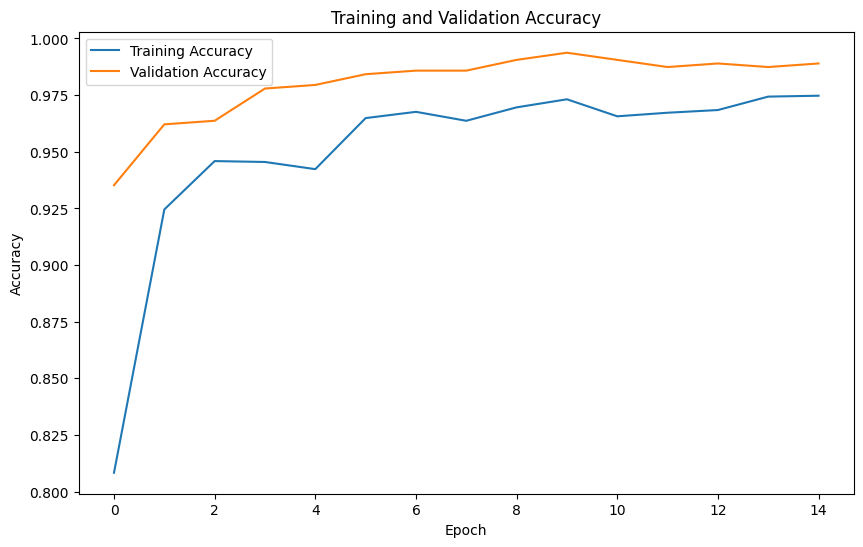 Training and Validation Accuracy
Training Accuracy
Validation Accuracy
1.000
0.975
0.950
0.925
0.900
0.875
0.850
0.825
0.800
Accuracy
0 2 4 6 8 10 12 14
Epoch